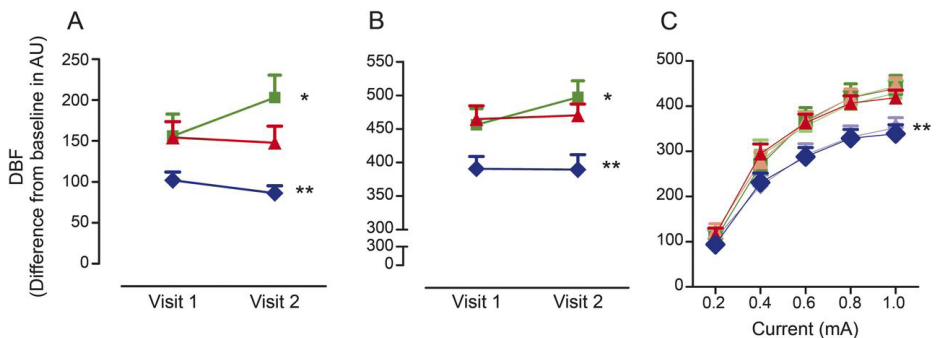 A
B
C
DBF
(Difference from baseline in AU)
250
200
150
100
50
0
*
**
Visit 1
Visit 2
550
500
450
400
350
300
300
0
*
**
Visit 1
Visit 2
400
300
200
100
0
**
0.2
0.4
0.6
0.8
1.0
Current (mA)